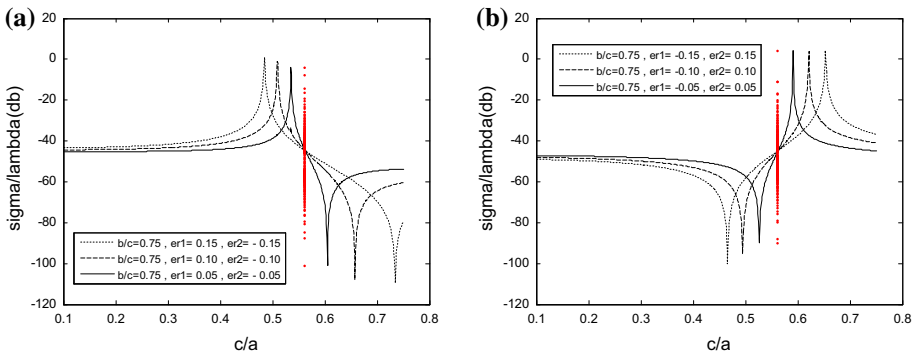 (a)
sigma/lambda(db)
0
-20
-40
-60
-80
-100
-120
b/c=0.75 , er1= 0.15 , er2= - 0.15
b/c=0.75 , er1= 0.10 , er2= - 0.10
b/c=0.75 , er1= 0.05 , er2= - 0.05
0.1 0.2 0.3 0.4 0.5 0.6 0.7 0.8
c/a
(b)
sigma/lambda(db)
0
-20
-40
-60
-80
-100
-120
b/c=0.75 , er1= -0.15 , er2= 0.15
b/c=0.75 , er1= -0.10 , er2= 0.10
b/c=0.75 , er1= -0.05 , er2= 0.05
0.1 0.2 0.3 0.4 0.5 0.6 0.7 0.8
c/a